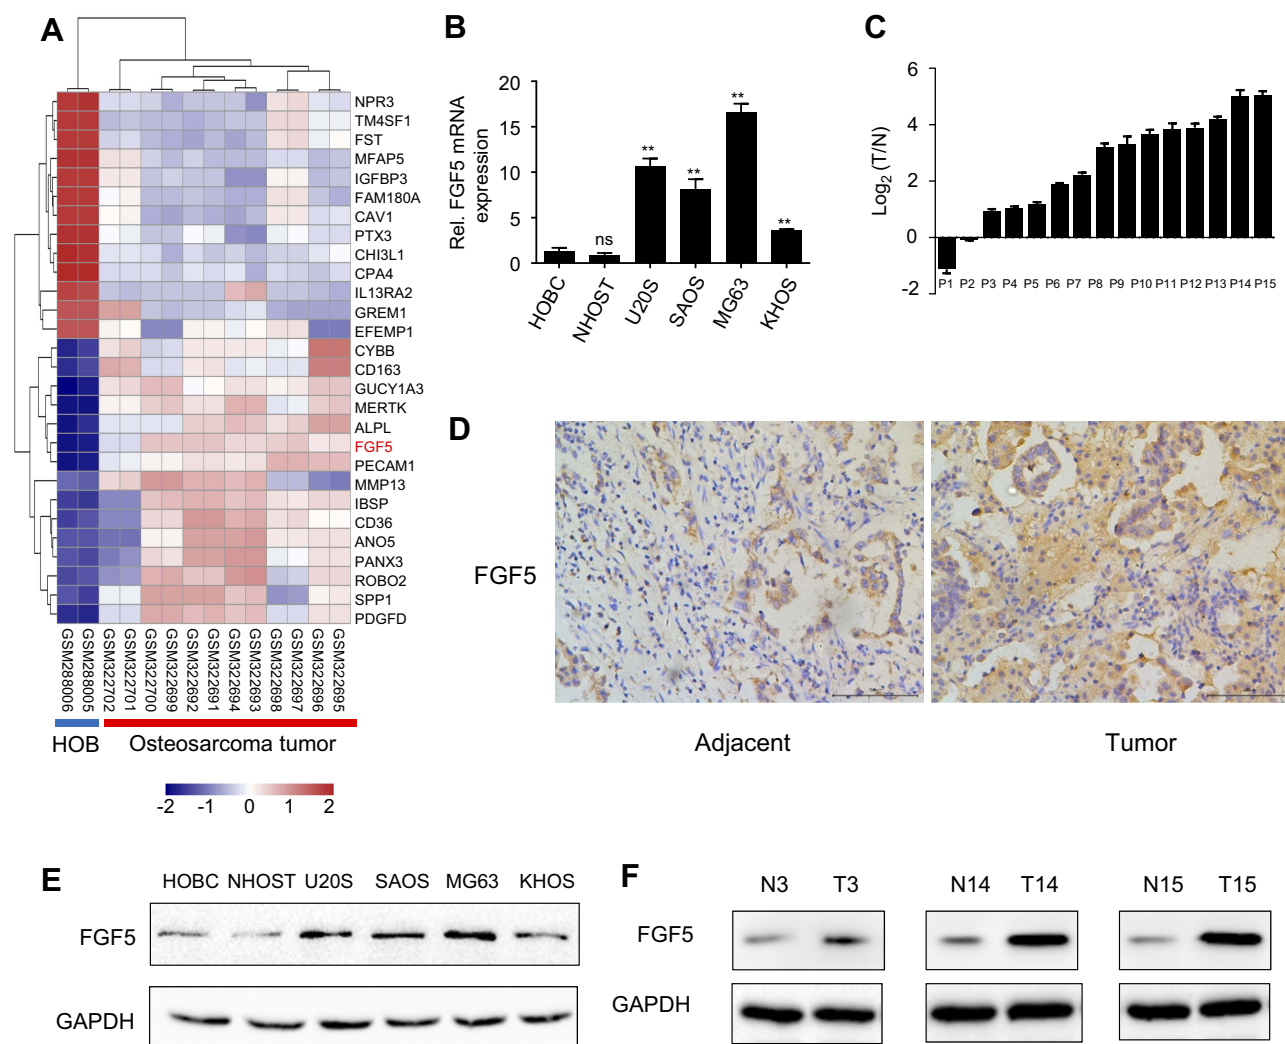 A
NPR3
TM4SF1
FST
MFAP5
IGFBP3
FAM180A
CAV1
PTX3
CHI3L1
CPA4
IL13RA2
GREM1
EFEMP1
CYBB
CD163
GUCY1A3
MERTK
ALPL
FGF5
PECAM1
MMP13
IBSP
CD36
ANO5
PANX3
ROBO2
SPP1
PDGFD
GSM288006
GSM288005
GSM322702
GSM322701
GSM322700
GSM322699
GSM322692
GSM322691
GSM322694
GSM322693
GSM322698
GSM322697
GSM322696
GSM322695
HOB Osteosarcoma tumor
-2 -1 0 1 2
B
Rel. FGF5 mRNA
expression
20
15
10
5
0
ns ** ** ** **
HOBC NHOST U20S SAOS MG63 KHOS
C
Log2 (T/N)
6
4
2
0
-2
P1 P2 P3 P4 P5 P6 P7 P8 P9 P10 P11 P12 P13 P14 P15
D
FGF5
Adjacent Tumor
E
HOBC NHOST U20S SAOS MG63 KHOS
FGF5
GAPDH
F
N3 T3 N14 T14 N15 T15
FGF5
GAPDH